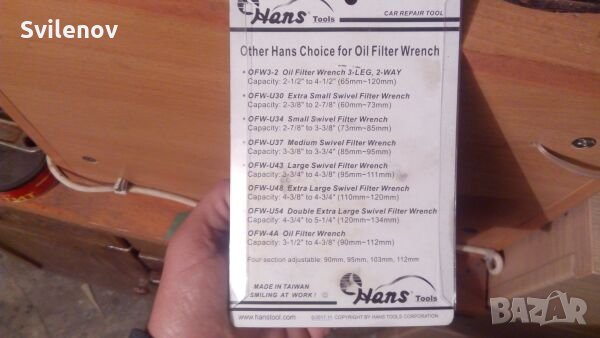 Svilenov
Hans Tools
CAR REPAIR TOOL
Other Hans Choice for Oil Filter Wrench
• OFW3-2 Oil Filter Wrench 3-LEG, 2-WAY
Capacity: 2-1/2" to 4-1/2" (65mm~120mm)
• OFW-U30 Extra Small Swivel Filter Wrench
Capacity: 2-3/8" to 2-7/8" (60mm~73mm)
• OFW-U34 Small Swivel Filter Wrench
Capacity: 2-7/8" to 3-3/8" (73mm~85mm)
• OFW-U37 Medium Swivel Filter Wrench
Capacity: 3-3/8" to 3-3/4" (85mm~95mm)
• OFW-U43 Large Swivel Filter Wrench
Capacity: 3-3/4" to 4-3/8" (95mm~111mm)
OFW-U48 Extra Large Swivel Filter Wrench
Capacity: 4-3/8" to 4-3/4" (110mm~120mm)
• OFW-U54 Double Extra Large Swivel Filter Wrench
Capacity: 4-3/4" to 5-1/4" (120mm~134mm)
OFW-4A Oil Filter Wrench
Capacity: 3-1/2" to 4-3/8" (90mm~112mm)
Four section adjustable: 90mm, 95mm, 103mm, 112mm
MADE IN TAIWAN
SMILING AT WORK!
Hans Tools
www.hanstool.com
©2011.11 COPYRIGHT BY HANS TOOLS CORPORATION
BAZAR